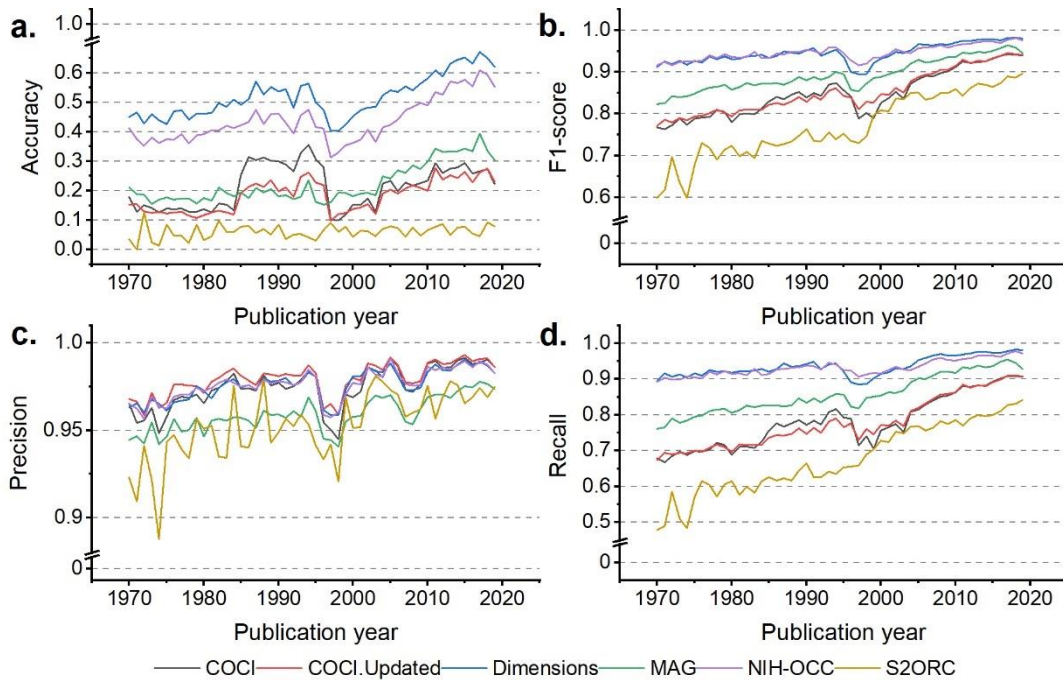 a.
1.0
0.6
0.5
0.4
0.3
0.2
0.1
0.0
Accuracy
1970 1980 1990 2000 2010 2020
Publication year
b.
1.0
0.9
0.8
0.7
0.6
0
F1-score
1970 1980 1990 2000 2010 2020
Publication year
c.
1.0
0.95
0.9
0
Precision
1970 1980 1990 2000 2010 2020
Publication year
d.
1.0
0.9
0.8
0.7
0.6
0.5
0
Recall
1970 1980 1990 2000 2010 2020
Publication year
COCI COCI.Updated Dimensions MAG NIH-OCC S2ORC